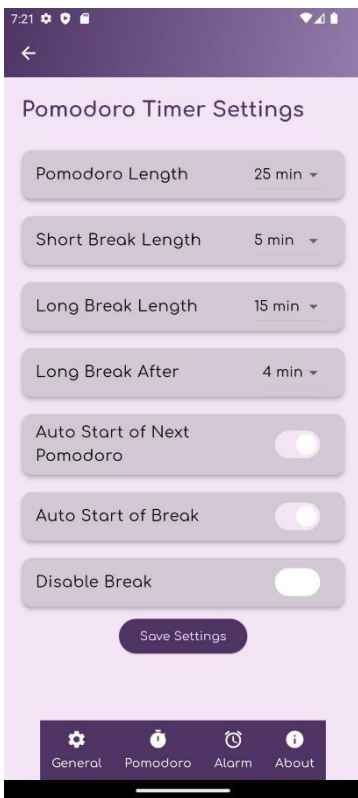 7:21
Pomodoro Timer Settings
Pomodoro Length 25 min
Short Break Length 5 min
Long Break Length 15 min
Long Break After 4 min
Auto Start of Next
Pomodoro
Auto Start of Break
Disable Break
Save Settings
General Pomodoro Alarm About